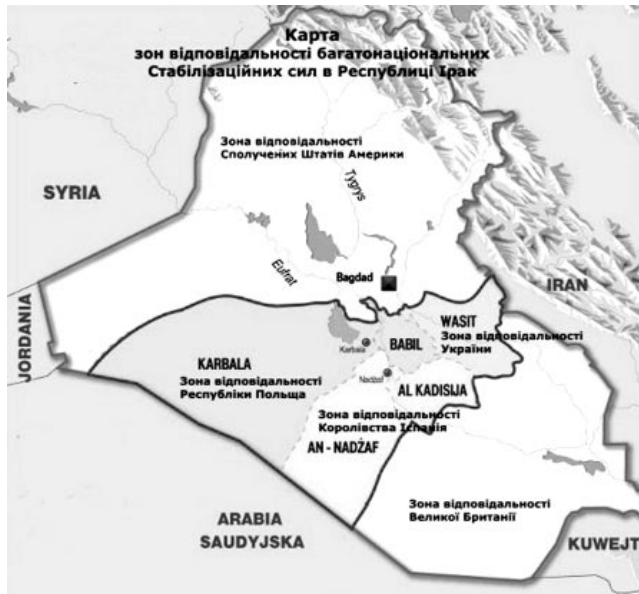 Карта
зон відповідальності багатонаціональних
Стабілізаційних сил в Республіці Ірак
Зона відповідальності
Сполучених Штатів Америки
SYRIA
Tygrys
Eufrat
Bagdad
IRAN
JORDANIA
WASIT
Зона відповідальності
України
Karbala
BABIL
KARBALA
Зона відповідальності
Республіки Польща
Nadżaf
AL KADISIJA
Зона відповідальності
Королівства Іспанія
AN - NADŻAF
Зона відповідальності
Великої Британії
ARABIA
SAUDYJSKA
KUWEJT